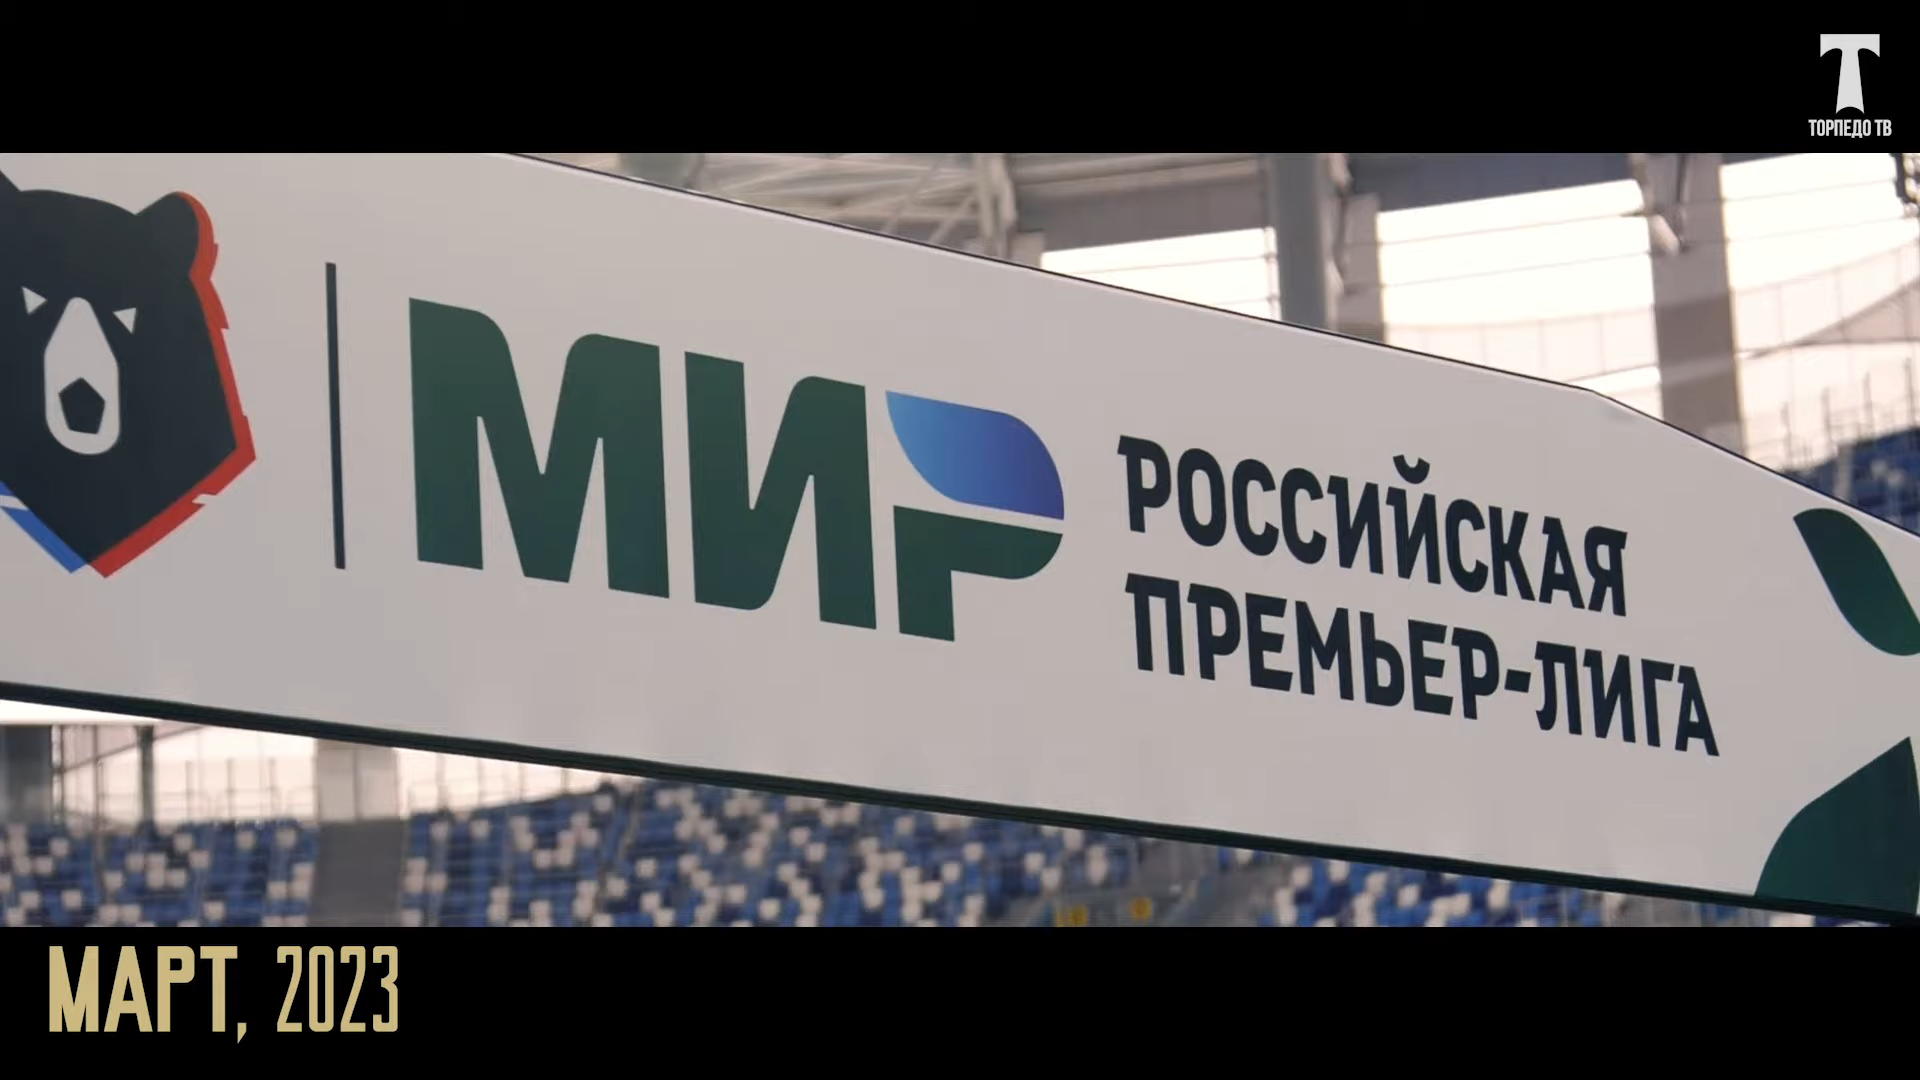 Т
ТОРПЕДО ТВ
МИР
РОССИЙСКАЯ
ПРЕМЬЕР-ЛИГА
МАРТ, 2023